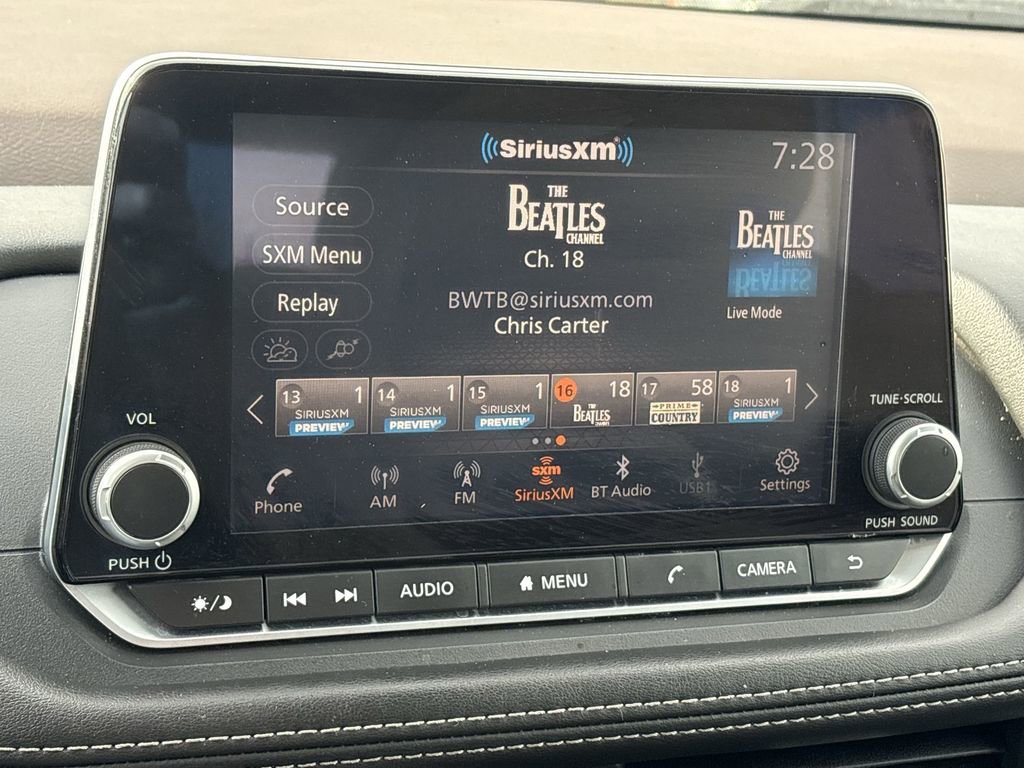 SiriusXM
7:28
Source
SXM Menu
Replay
THE
BEATLES
CHANNEL
Ch. 18
BWTB@siriusxm.com
Chris Carter
THE
BEATLES
CHANNEL
Live Mode
13 1
SIRIUSXM
PREVIEW
14 1
SIRIUSXM
PREVIEW
15 1
SIRIUSXM
PREVIEW
16 18
THE
BEATLES
17 58
PRIME
COUNTRY
18 1
SIRIUSXM
PREVIEW
Phone
AM
FM
sxm
SiriusXM
BT Audio
USB1
Settings
VOL
PUSH
TUNE·SCROLL
PUSH SOUND
AUDIO
MENU
CAMERA